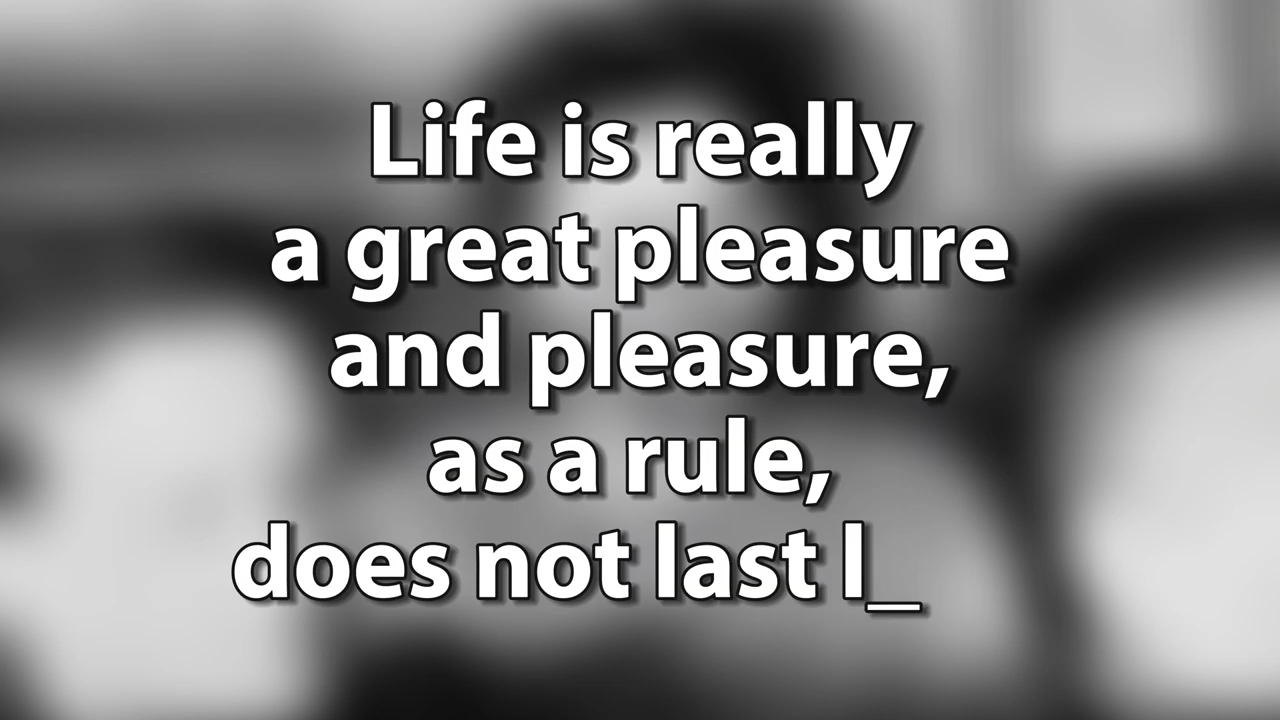 Life is really
a great pleasure
and pleasure,
as a rule,
does not last l_